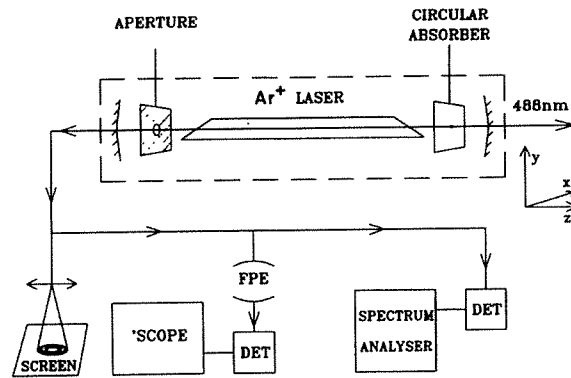 APERTURE
CIRCULAR
ABSORBER
Ar+ LASER
488nm
y
x
z
FPE
'SCOPE
DET
SPECTRUM
ANALYSER
DET
SCREEN